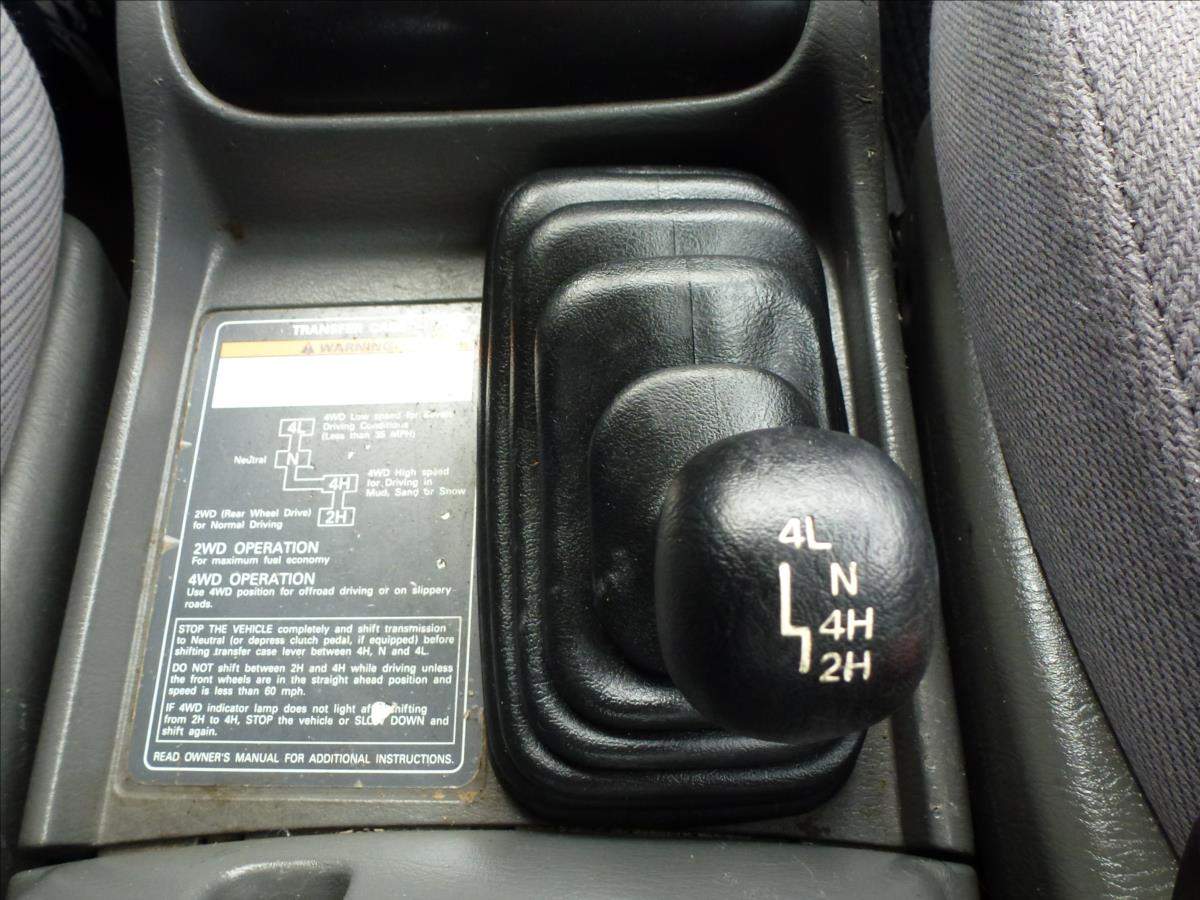 TRANSFER
WARNING
4L
4WD Low speed for
Driving Conditions
(Less than 35 MPH)
Neutral
N
4H
4WD High speed
for Driving in
Mud, Sand or Snow
2WD (Rear Wheel Drive)
for Normal Driving
2H
2WD OPERATION
For maximum fuel economy
4WD OPERATION
Use 4WD position for offroad driving or on slippery
roads.
STOP THE VEHICLE completely and shift transmission
to Neutral (or depress clutch pedal, if equipped) before
shifting transfer case lever between 4H, N and 4L.
DO NOT shift between 2H and 4H while driving unless
the front wheels are in the straight ahead position and
speed is less than 60 mph.
IF 4WD indicator lamp does not light after shifting
from 2H to 4H, STOP the vehicle or SLOW DOWN and
shift again.
READ OWNER'S MANUAL FOR ADDITIONAL INSTRUCTIONS.
4L
N
4H
2H